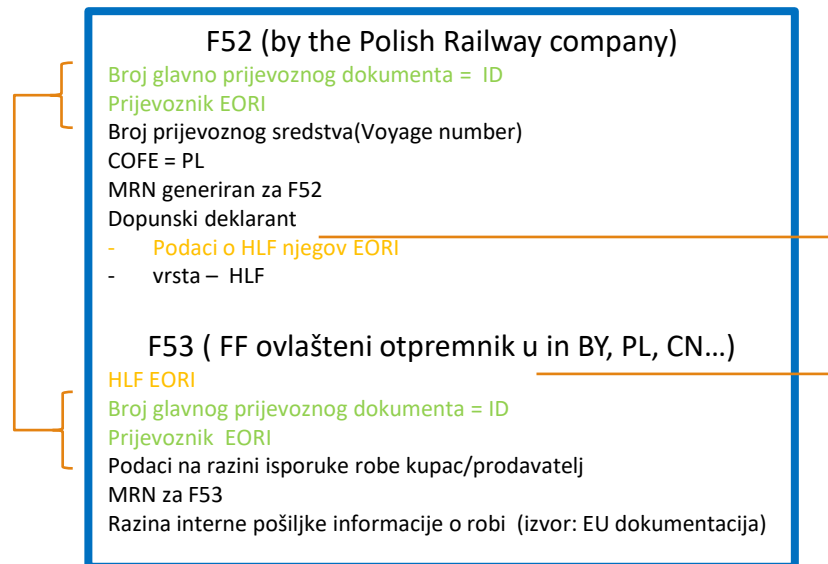 F52 (by the Polish Railway company)
Broj glavno prijevoznog dokumenta = ID
Prijevoznik EORI
Broj prijevoznog sredstva(Voyage number)
COFE = PL
MRN generiran za F52
Dopunski deklarant
- Podaci o HLF njegov EORI
- vrsta – HLF
F53 ( FF ovlašteni otpremnik u in BY, PL, CN…)
HLF EORI
Broj glavnog prijevoznog dokumenta = ID
Prijevoznik EORI
Podaci na razini isporuke robe kupac/prodavatelj
MRN za F53
Razina interne pošiljke informacije o robi (izvor: EU dokumentacija)